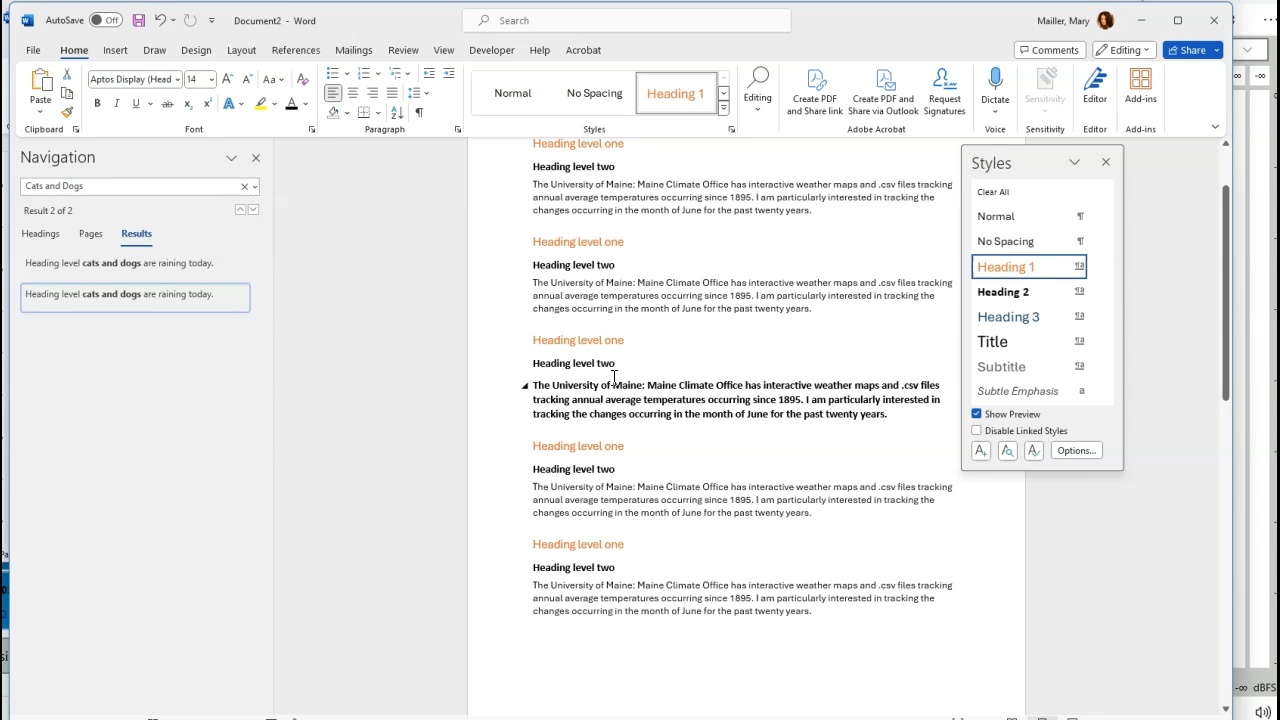 AutoSave Off Document2 - Word Search Mailler, Mary
File Home Insert Draw Design Layout References Mailings Review View Developer Help Acrobat Comments Editing Share
Aptos Display (Head 14 Aa
Paste B I U ab x₂ x² A A Normal No Spacing Heading 1 Editing Create PDF and Share link Create PDF and Share via Outlook Request Signatures Dictate Sensitivity Editor Add-ins
Clipboard Font Paragraph Styles Adobe Acrobat Voice Sensitivity Editor Add-ins
Navigation
Cats and Dogs
Result 2 of 2
Headings Pages Results
Heading level cats and dogs are raining today.
Heading level cats and dogs are raining today.
Heading level one
Heading level two
The University of Maine: Maine Climate Office has interactive weather maps and .csv files tracking
annual average temperatures occurring since 1895. I am particularly interested in tracking the
changes occurring in the month of June for the past twenty years.
Heading level one
Heading level two
The University of Maine: Maine Climate Office has interactive weather maps and .csv files tracking
annual average temperatures occurring since 1895. I am particularly interested in tracking the
changes occurring in the month of June for the past twenty years.
Heading level one
Heading level two
The University of Maine: Maine Climate Office has interactive weather maps and .csv files
tracking annual average temperatures occurring since 1895. I am particularly interested in
tracking the changes occurring in the month of June for the past twenty years.
Heading level one
Heading level two
The University of Maine: Maine Climate Office has interactive weather maps and .csv files tracking
annual average temperatures occurring since 1895. I am particularly interested in tracking the
changes occurring in the month of June for the past twenty years.
Heading level one
Heading level two
The University of Maine: Maine Climate Office has interactive weather maps and .csv files tracking
annual average temperatures occurring since 1895. I am particularly interested in tracking the
changes occurring in the month of June for the past twenty years.
Styles
Clear All
Normal
No Spacing
Heading 1
Heading 2
Heading 3
Title
Subtitle
Subtle Emphasis a
Show Preview
Disable Linked Styles
Options...
-∞ -∞
-∞ dBFS